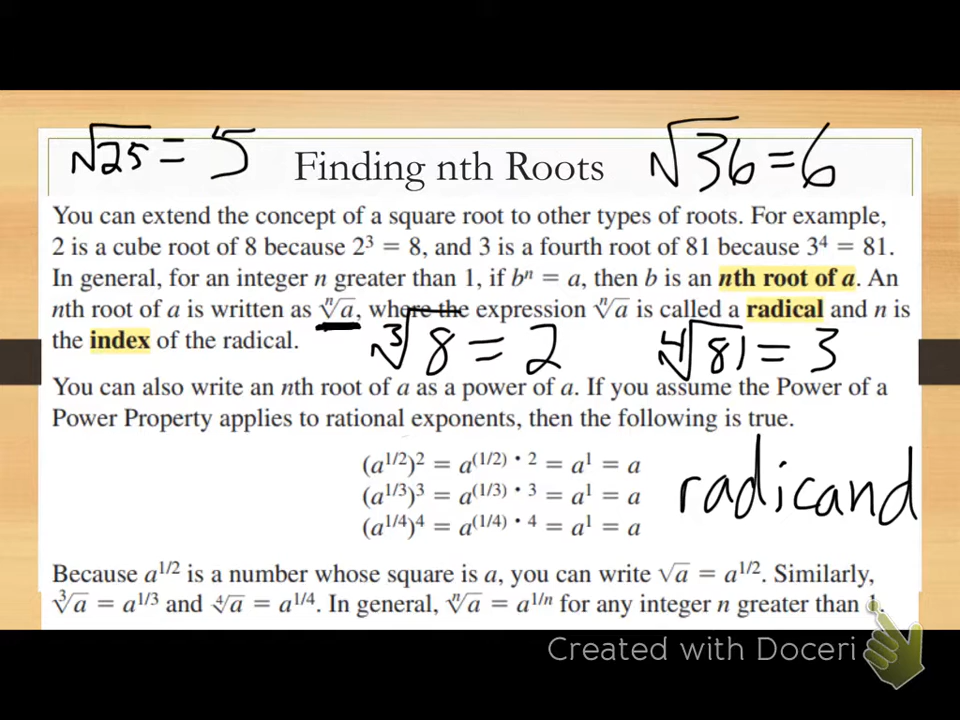 √25 = 5 Finding nth Roots √36 = 6
You can extend the concept of a square root to other types of roots. For example,
2 is a cube root of 8 because 2³ = 8, and 3 is a fourth root of 81 because 3⁴ = 81.
In general, for an integer n greater than 1, if bⁿ = a, then b is an nth root of a. An
nth root of a is written as ⁿ√a, where the expression ⁿ√a is called a radical and n is
the index of the radical.
³√8 = 2 ⁴√81 = 3
You can also write an nth root of a as a power of a. If you assume the Power of a
Power Property applies to rational exponents, then the following is true.
(a^1/2)² = a^(1/2) • 2 = a¹ = a
(a^1/3)³ = a^(1/3) • 3 = a¹ = a
(a^1/4)⁴ = a^(1/4) • 4 = a¹ = a
radicand
Because a^1/2 is a number whose square is a, you can write √a = a^1/2. Similarly,
³√a = a^1/3 and ⁴√a = a^1/4. In general, ⁿ√a = a^1/n for any integer n greater than 1.
Created with Doceri